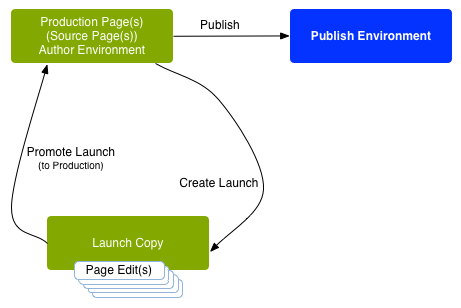 Production Page(s)
(Source Page(s))
Author Environment
Publish
Publish Environment
Promote Launch
(to Production)
Create Launch
Launch Copy
Page Edit(s)